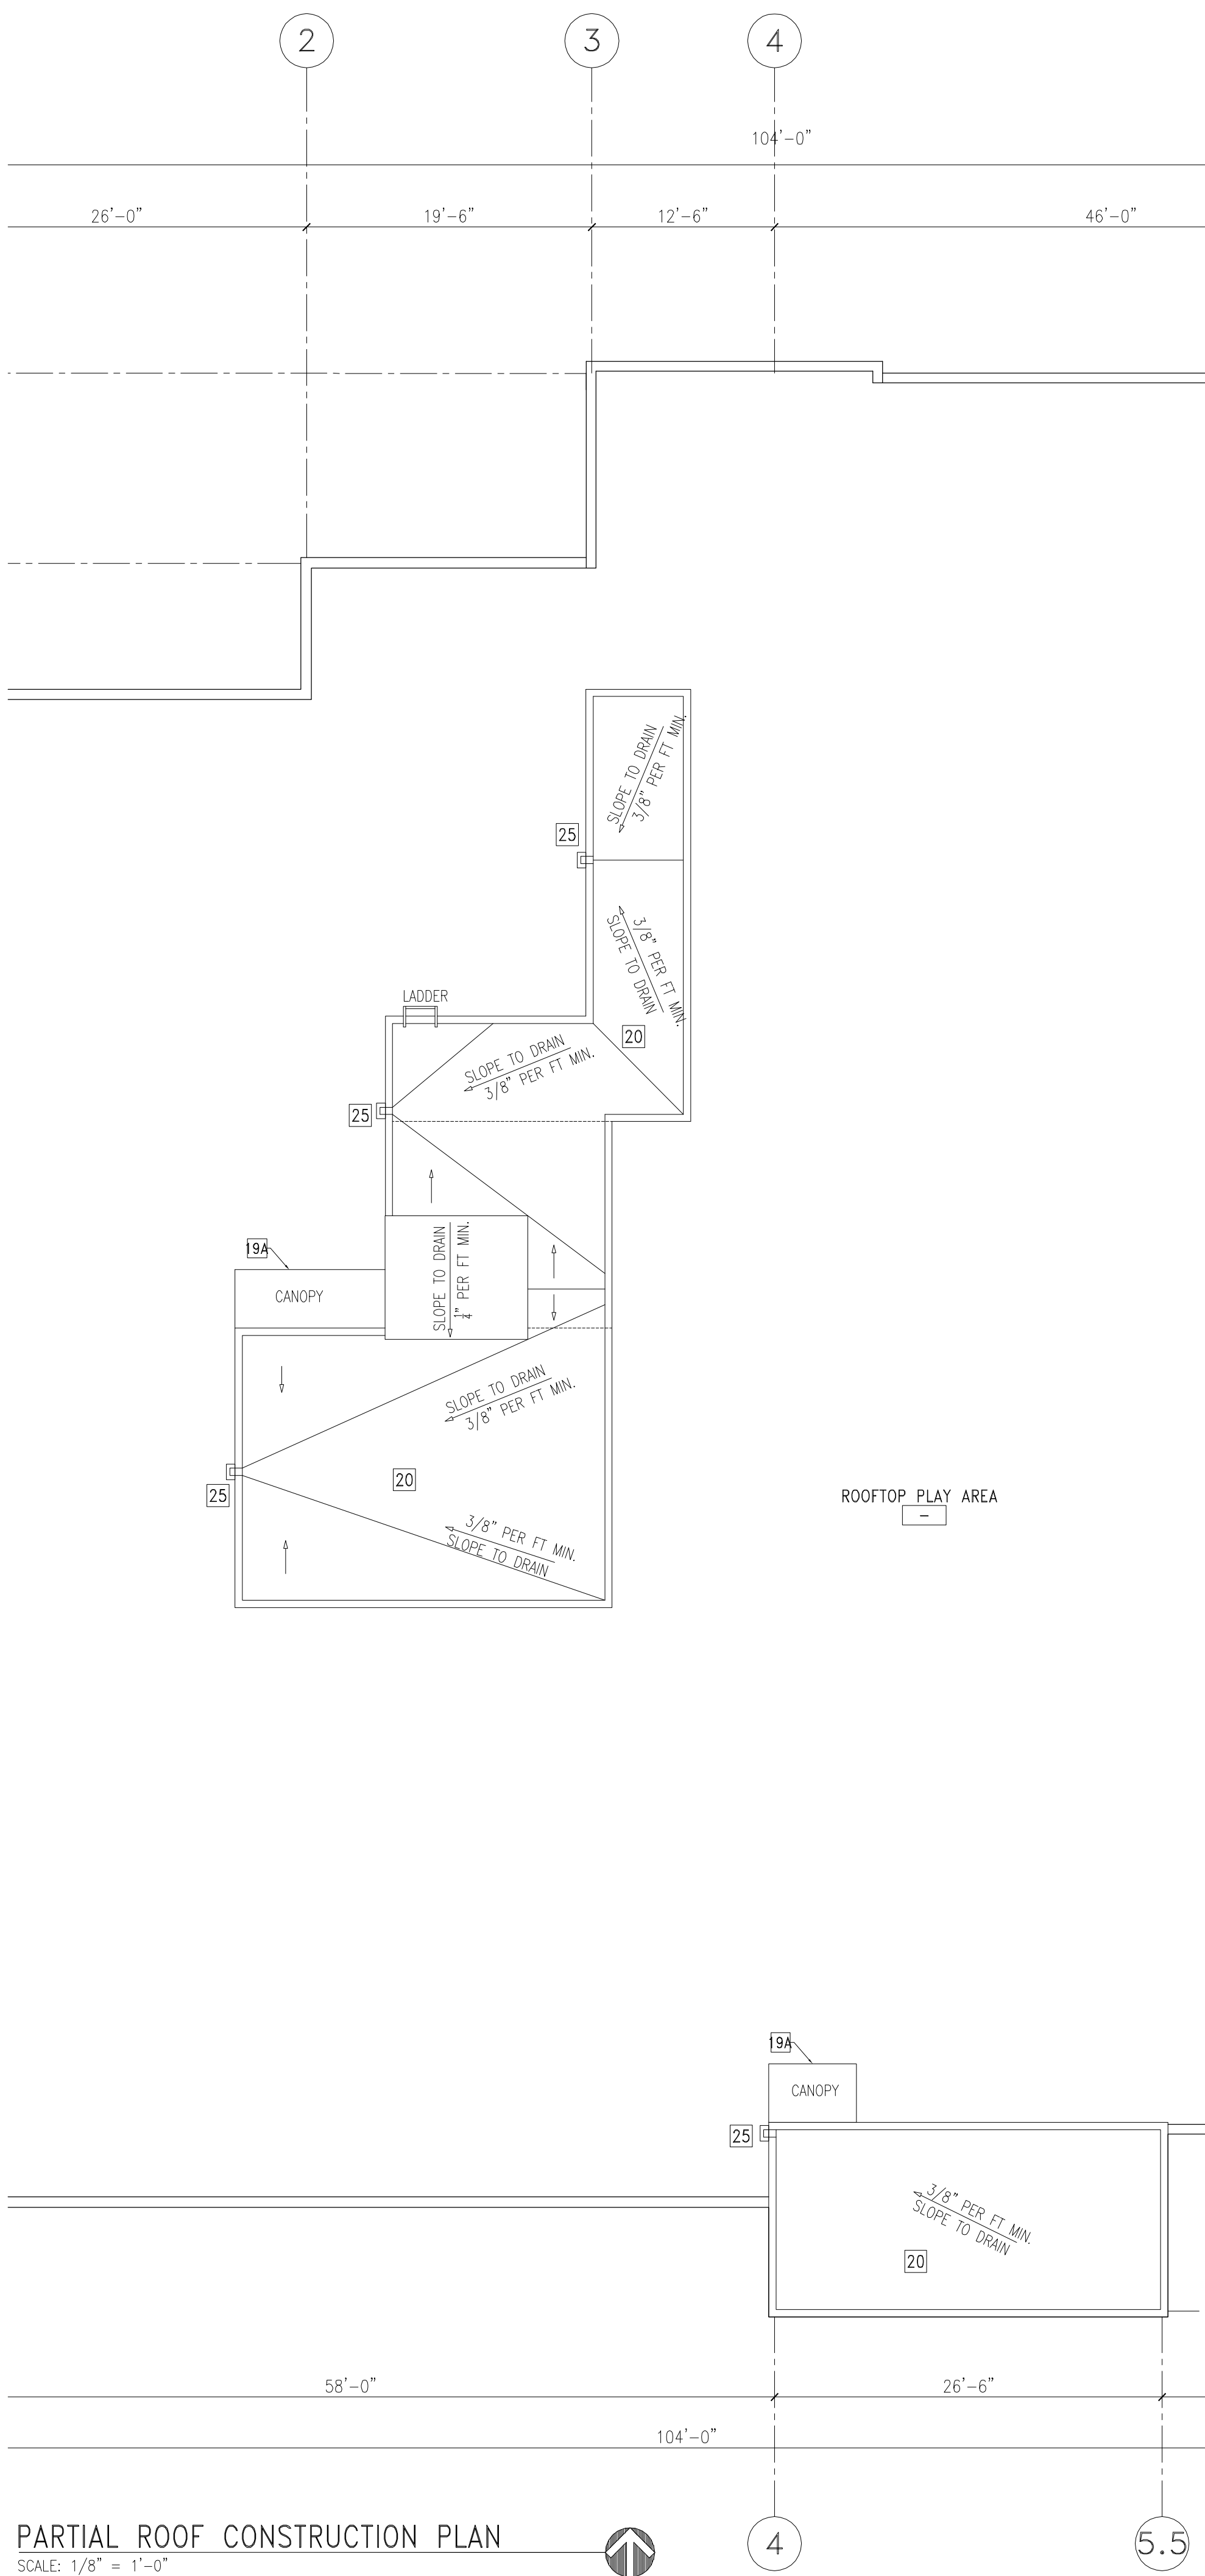 2
3
4
104'-0"
26'-0"
19'-6"
12'-6"
46'-0"
SLOPE TO DRAIN
3/8" PER FT MIN.
25
3/8" PER FT MIN.
SLOPE TO DRAIN
LADDER
20
SLOPE TO DRAIN
3/8" PER FT MIN.
25
SLOPE TO DRAIN
1/4" PER FT MIN.
19A
CANOPY
SLOPE TO DRAIN
3/8" PER FT MIN.
20
25
ROOFTOP PLAY AREA
-
3/8" PER FT MIN.
SLOPE TO DRAIN
19A
CANOPY
25
3/8" PER FT MIN.
SLOPE TO DRAIN
20
58'-0"
26'-6"
104'-0"
PARTIAL ROOF CONSTRUCTION PLAN
SCALE: 1/8" = 1'-0"
4
5.5